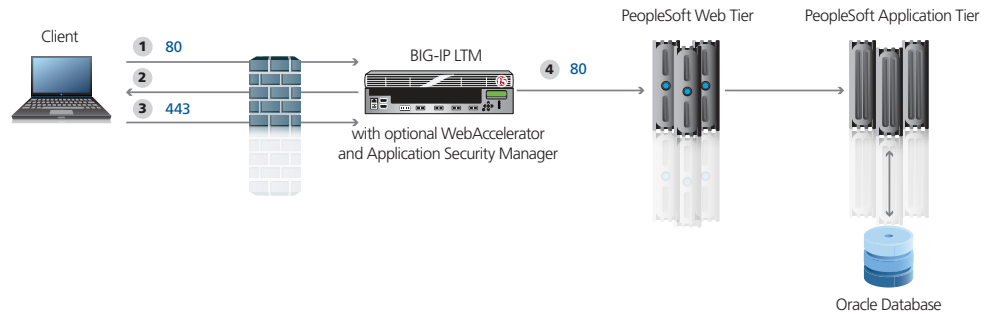 PeopleSoft Web Tier
PeopleSoft Application Tier
Client
1 80
BIG-IP LTM
2
4 80
3 443
with optional WebAccelerator
and Application Security Manager
Oracle Database